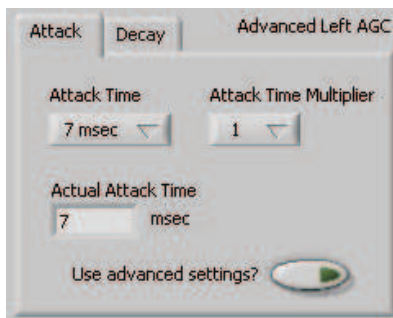 Attack Decay Advanced Left AGC
Attack Time Attack Time Multiplier
7 msec 1
Actual Attack Time
7 msec
Use advanced settings?